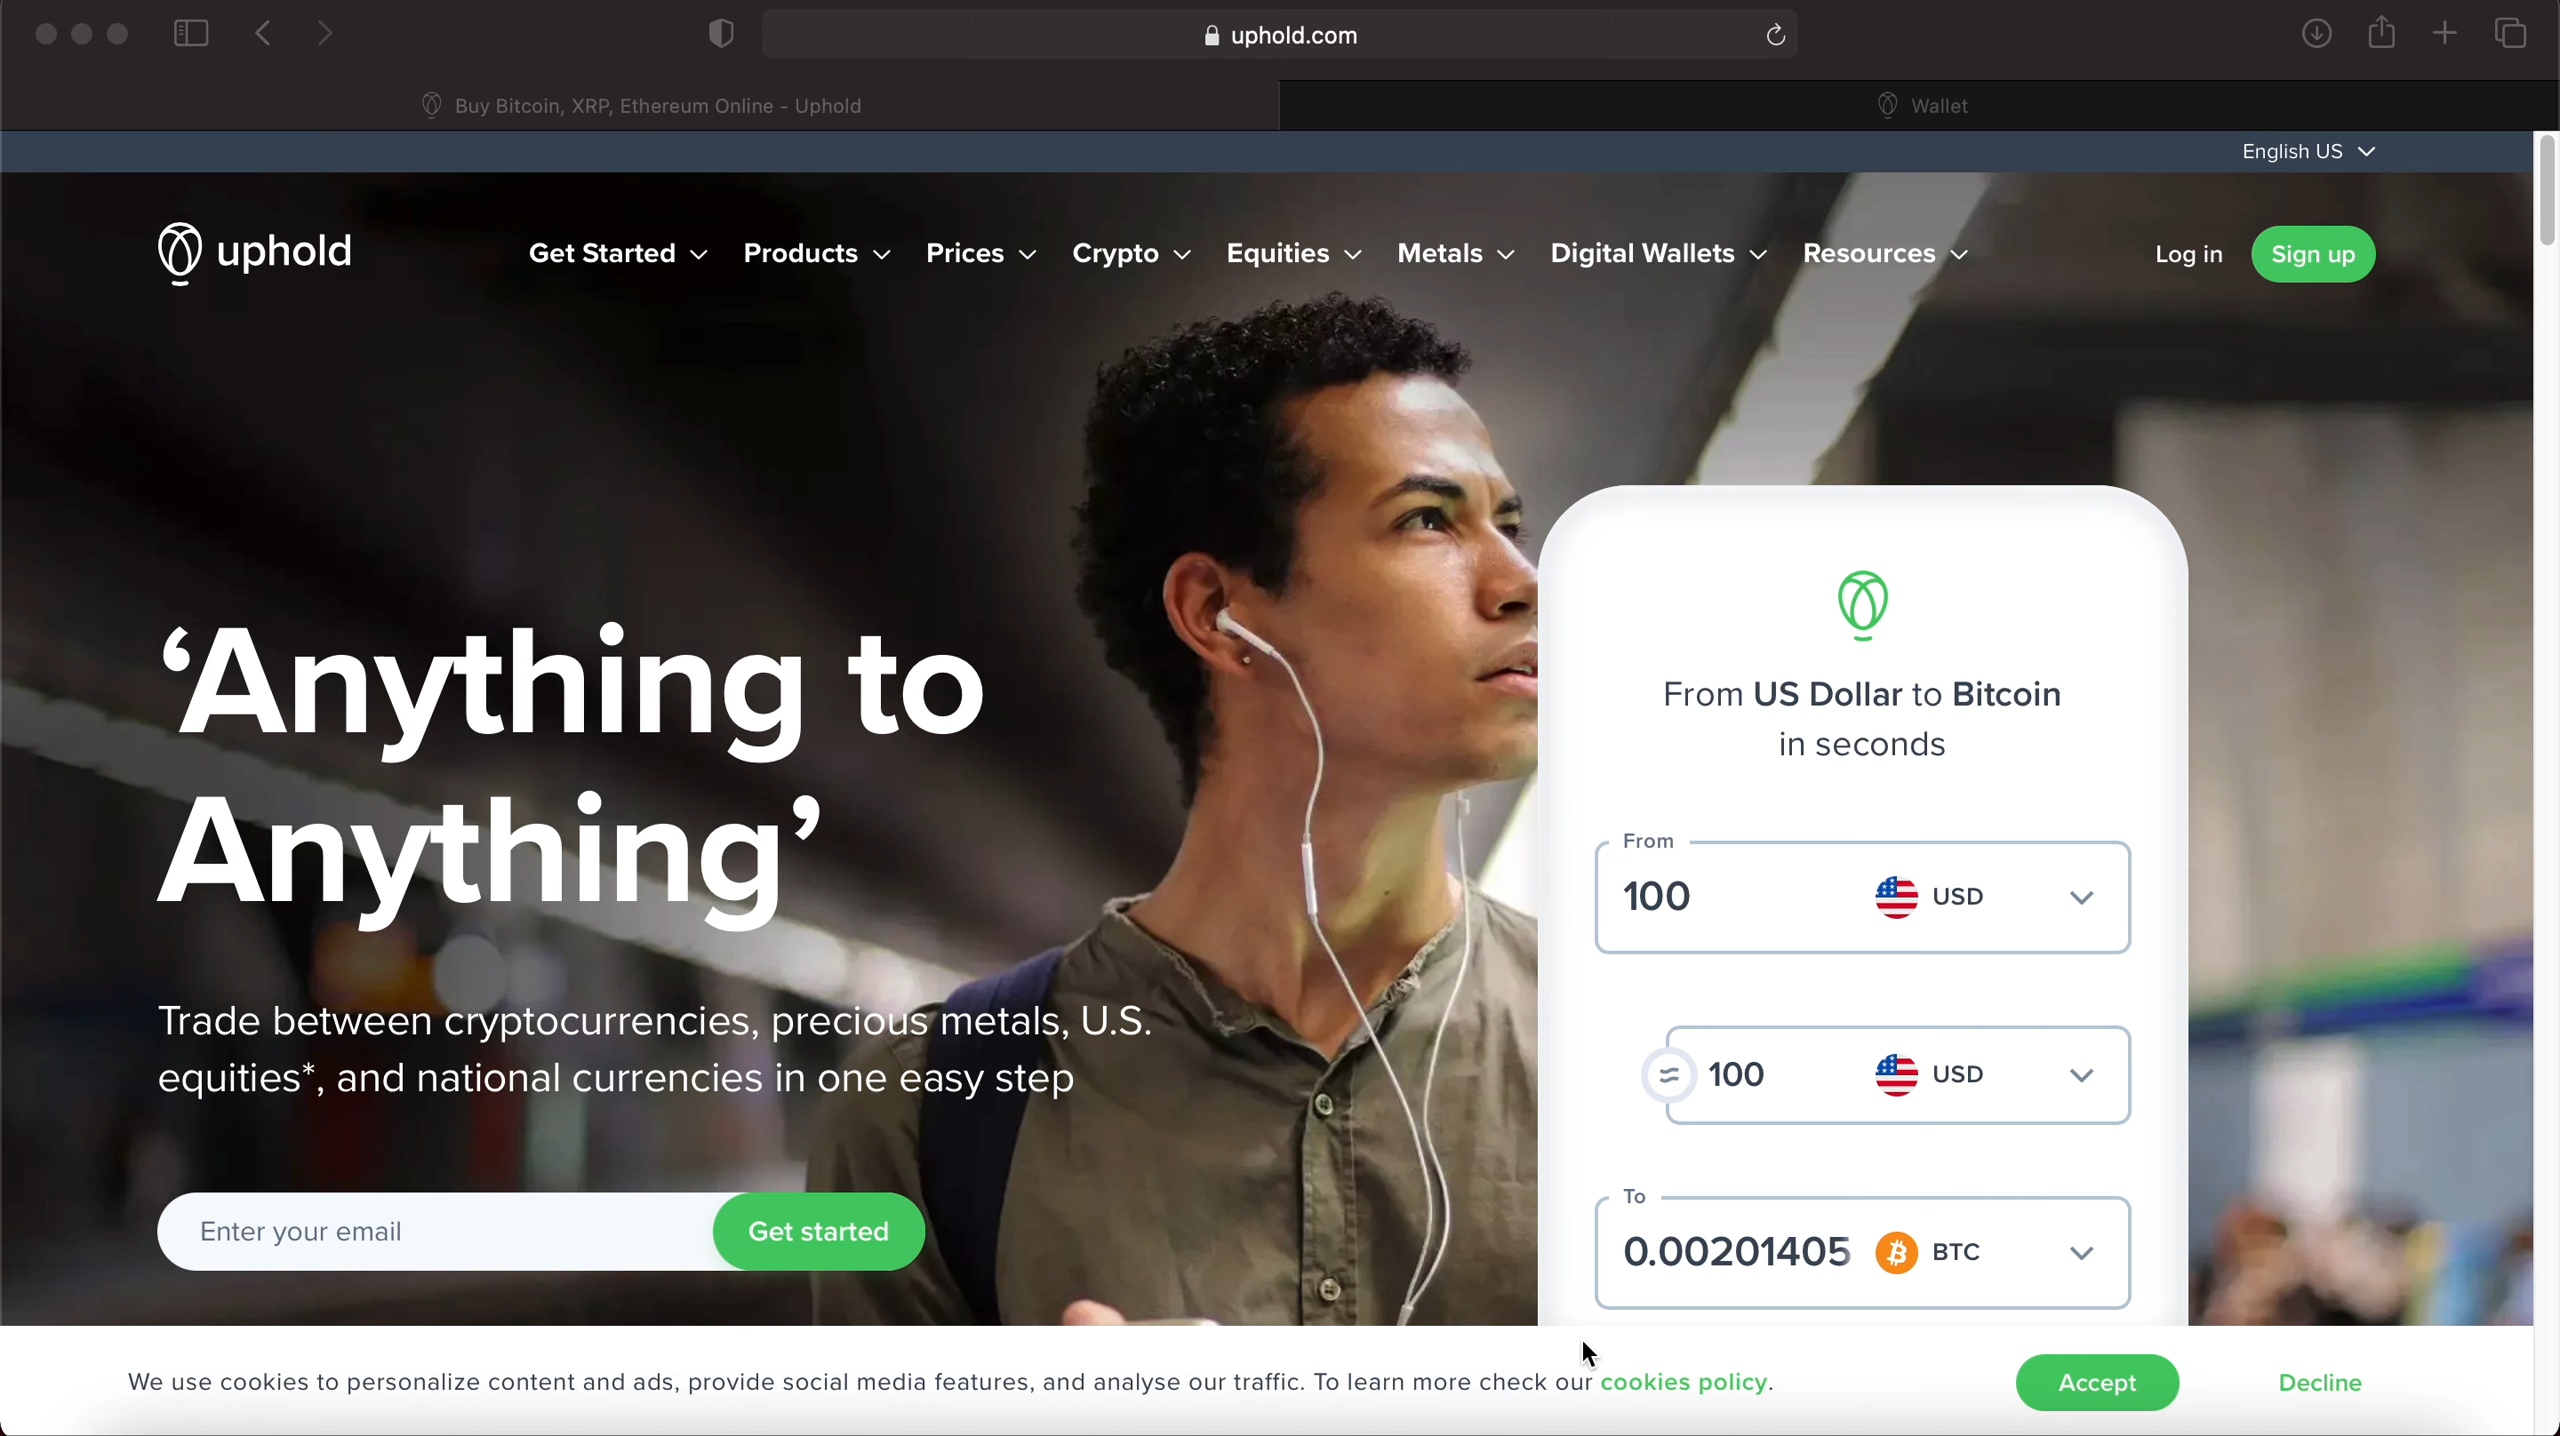 uphold.com
Buy Bitcoin, XRP, Ethereum Online - Uphold
Wallet
English US
uphold
Get Started
Products
Prices
Crypto
Equities
Metals
Digital Wallets
Resources
Log in
Sign up
‘Anything to
Anything’
Trade between cryptocurrencies, precious metals, U.S.
equities*, and national currencies in one easy step
Enter your email
Get started
From US Dollar to Bitcoin
in seconds
From
100
USD
≈
100
USD
To
0.00201405
BTC
We use cookies to personalize content and ads, provide social media features, and analyse our traffic. To learn more check our cookies policy.
Accept
Decline